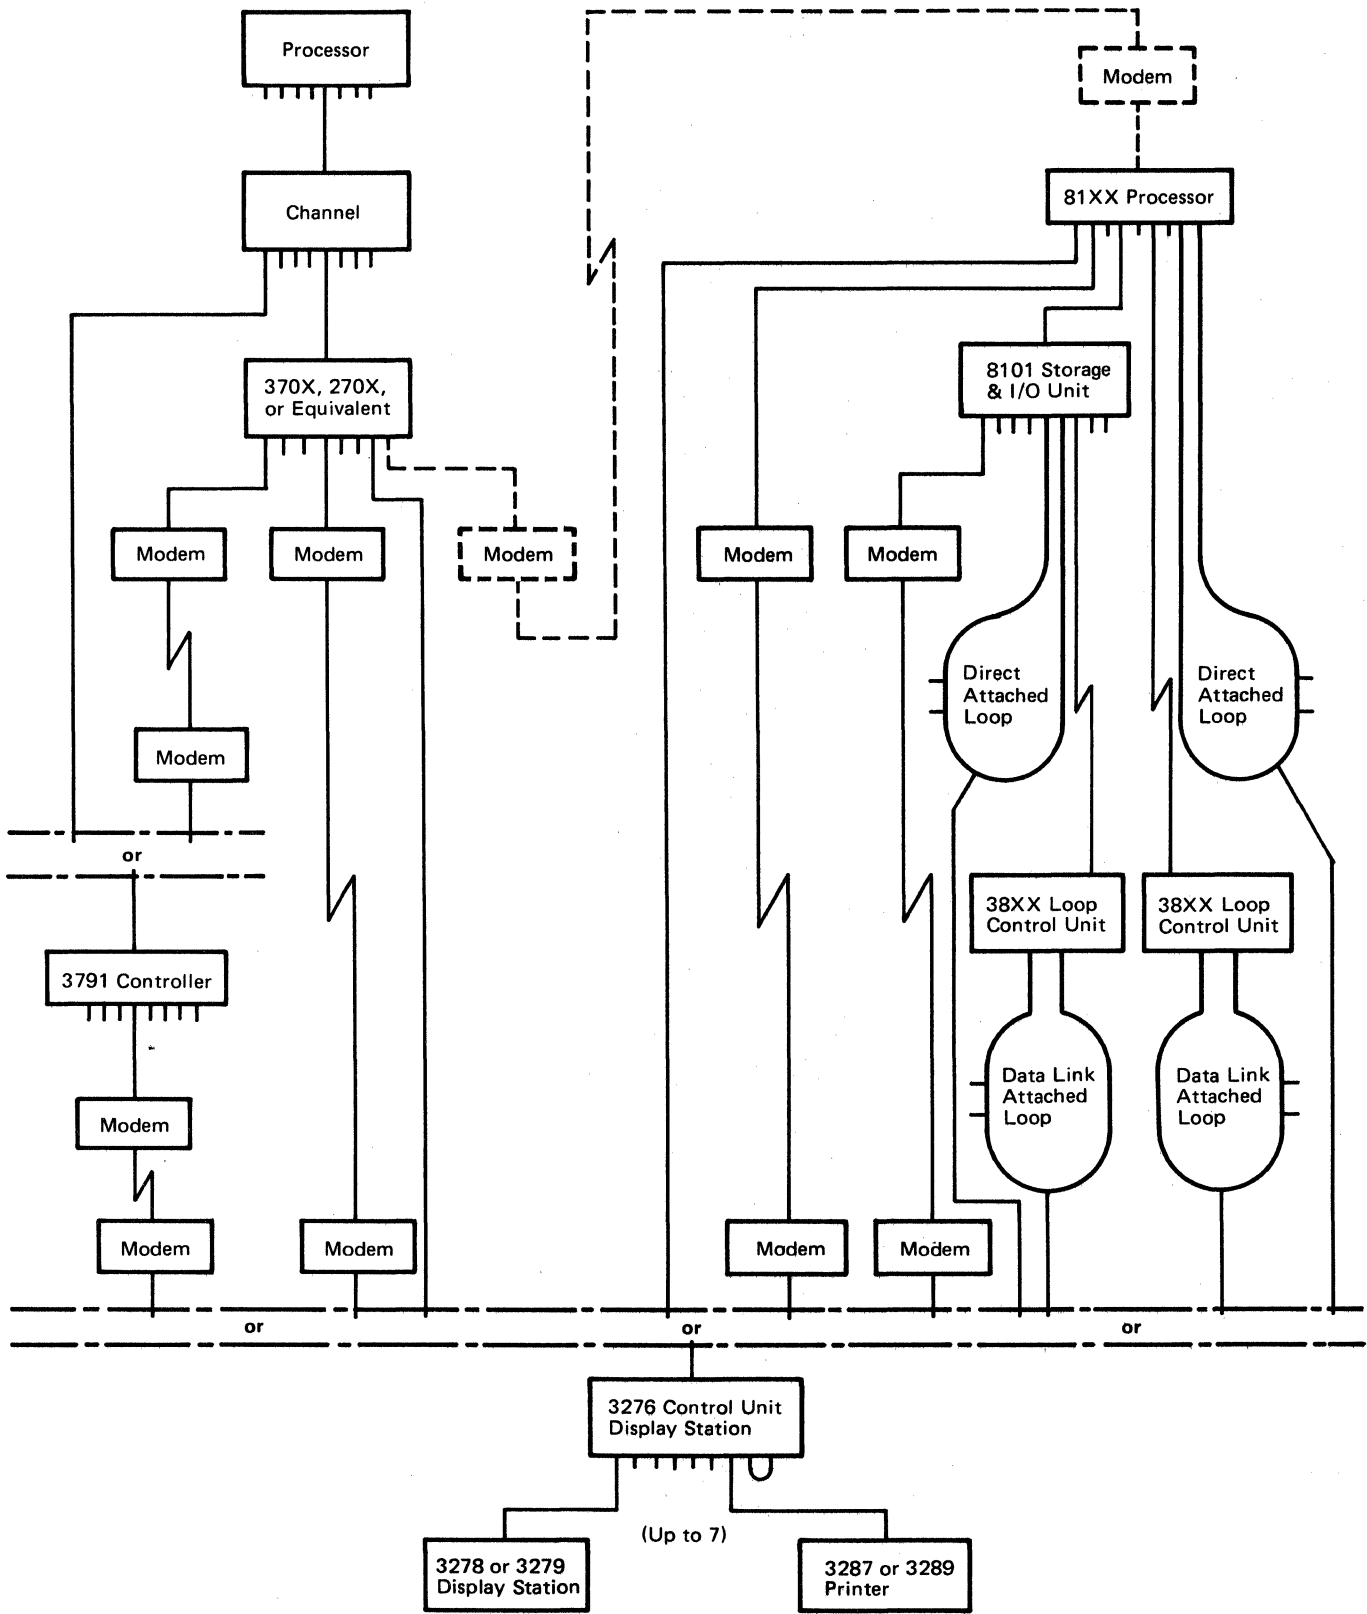 Processor
Modem
81XX Processor
Channel
370X, 270X,
or Equivalent
8101 Storage
& I/O Unit
Modem
Modem
Modem
Modem
Modem
Direct
Attached
Loop
Direct
Attached
Loop
Modem
or
38XX Loop
Control Unit
38XX Loop
Control Unit
3791 Controller
Data Link
Attached
Loop
Data Link
Attached
Loop
Modem
Modem
Modem
Modem
Modem
or
or
or
3276 Control Unit
Display Station
(Up to 7)
3278 or 3279
Display Station
3287 or 3289
Printer